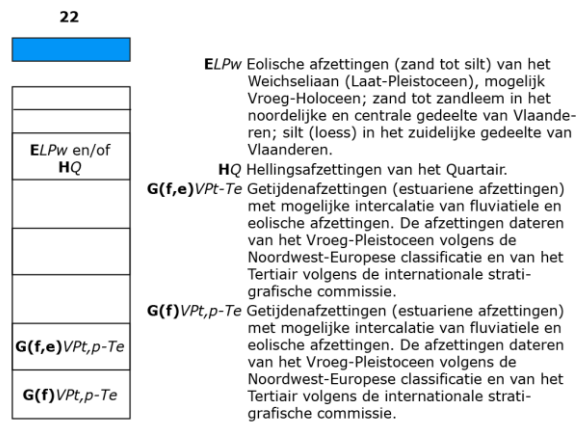 22
ELPw en/of
HQ
G(f,e)VPt,p-Te
G(f)VPt,p-Te
ELPw Eolische afzettingen (zand tot silt) van het
Weichseliaan (Laat-Pleistoceen), mogelijk
Vroeg-Holoceen; zand tot zandleem in het
noordelijke en centrale gedeelte van Vlaande-
ren; silt (loess) in het zuidelijke gedeelte van
Vlaanderen.
HQ Hellingsafzettingen van het Quartair.
G(f,e)VPt-Te Getijdenafzettingen (estuariene afzettingen)
met mogelijke intercalatie van fluviatiele en
eolische afzettingen. De afzettingen dateren
van het Vroeg-Pleistoceen volgens de
Noordwest-Europese classificatie en van het
Tertiair volgens de internationale strati-
grafische commissie.
G(f)VPt,p-Te Getijdenafzettingen (estuariene afzettingen)
met mogelijke intercalatie van fluviatiele en
eolische afzettingen. De afzettingen dateren
van het Vroeg-Pleistoceen volgens de
Noordwest-Europese classificatie en van het
Tertiair volgens de internationale strati-
grafische commissie.